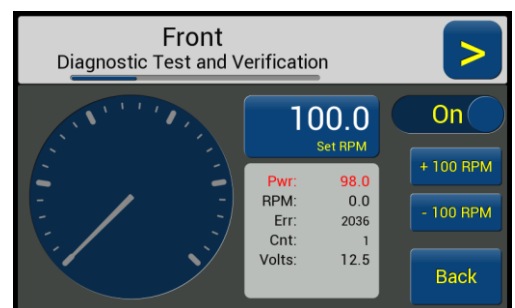 Front
Diagnostic Test and Verification
>
100.0
Set RPM
On
Pwr: 98.0
RPM: 0.0
Err: 2036
Cnt: 1
Volts: 12.5
+ 100 RPM
- 100 RPM
Back